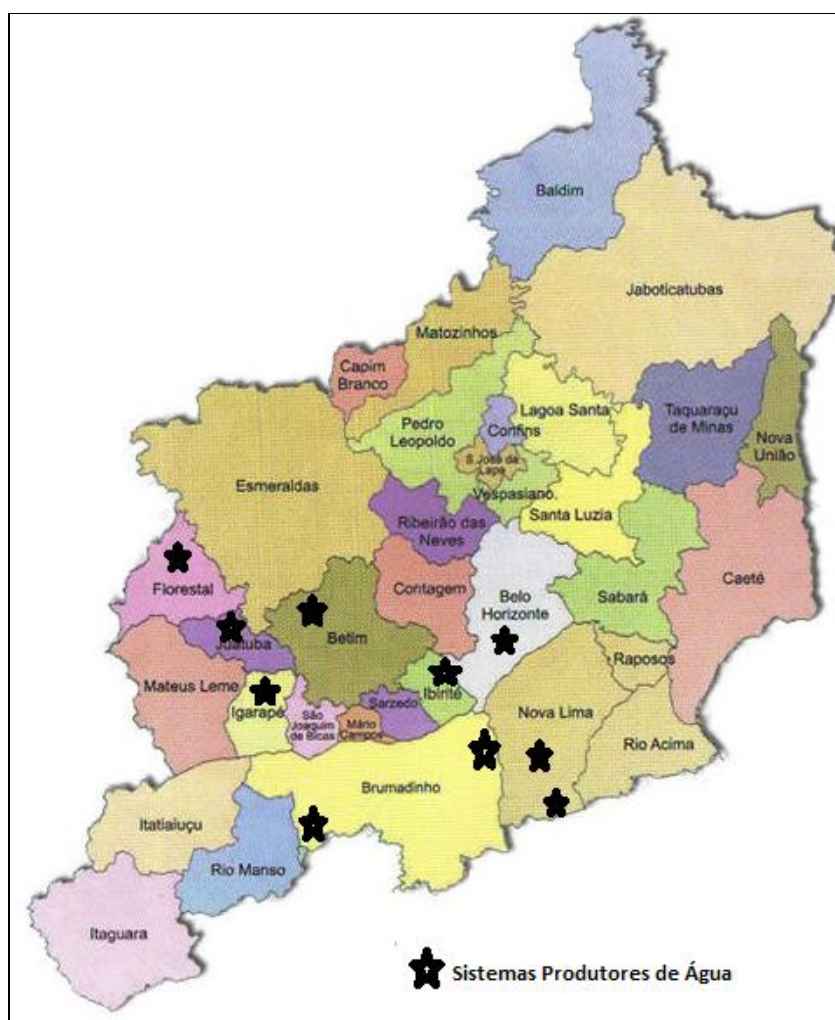 Baldim
Jaboticatubas
Matozinhos
Capim
Branco
Lagoa Santa
Taquaraçu
de Minas
Pedro
Leopoldo
Confins
Nova
União
S. José da
Lapa
Esmeraldas
Vespasiano
Ribeirão das
Neves
Santa Luzia
Florestal
Contagem
Belo
Horizonte
Sabará
Caeté
Juatuba
Betim
Raposos
Mateus Leme
Igarapé
Ibirité
São
Joaquim
de Bicas
Mário
Campos
Sarzedo
Nova Lima
Rio Acima
Brumadinho
Itatiaiuçu
Rio Manso
Itaguara
Sistemas Produtores de Água